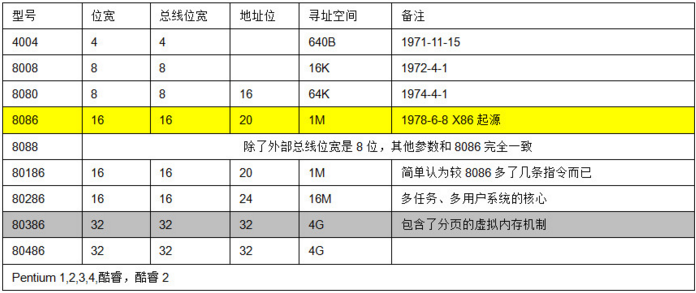 型号 位宽 总线位宽 地址位 寻址空间 备注
4004 4 4 640B 1971-11-15
8008 8 8 16K 1972-4-1
8080 8 8 16 64K 1974-4-1
8086 16 16 20 1M 1978-6-8 X86 起源
8088 除了外部总线位宽是 8 位，其他参数和 8086 完全一致
80186 16 16 20 1M 简单认为较 8086 多了几条指令而已
80286 16 16 24 16M 多任务、多用户系统的核心
80386 32 32 32 4G 包含了分页的虚拟内存机制
80486 32 32 32 4G
Pentium 1,2,3,4,酷睿，酷睿 2